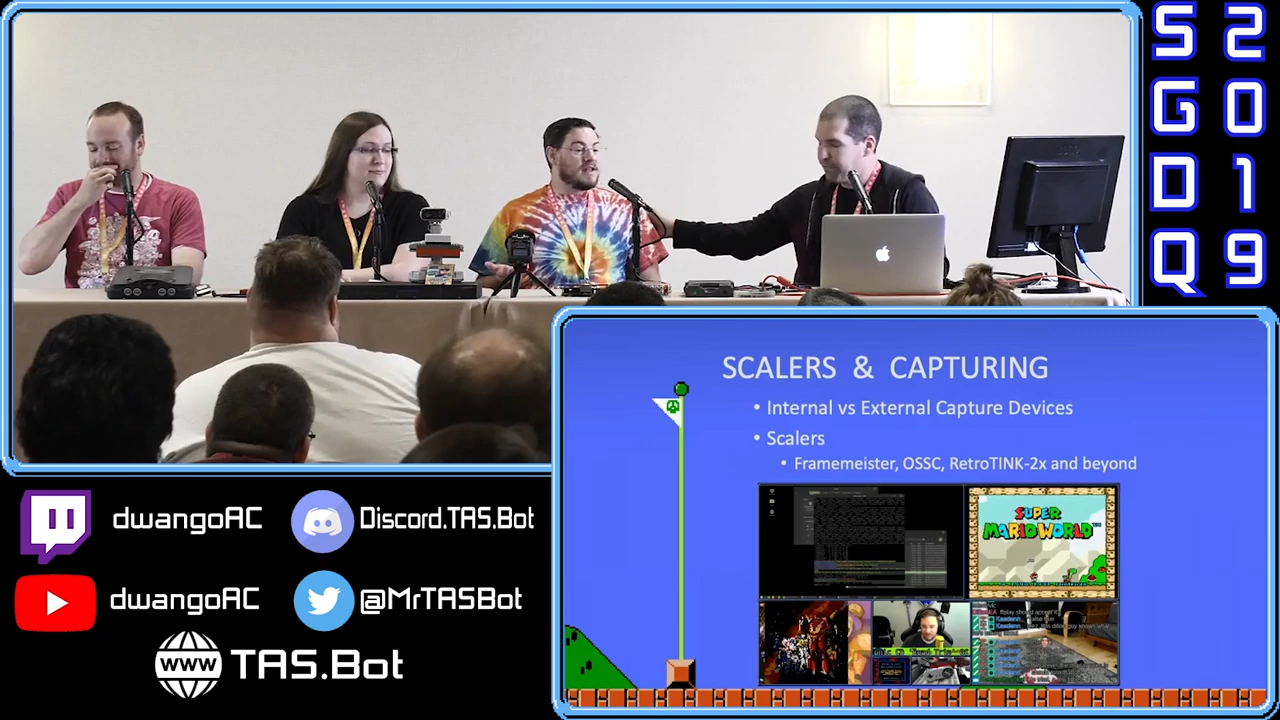 S 2
G 0
D 1
Q 9
SCALERS & CAPTURING
• Internal vs External Capture Devices
• Scalers
• Framemeister, OSSC, RetroTINK-2x and beyond
SUPER
MARIO WORLD
dwangoAC
Discord.TAS.Bot
dwangoAC
@MrTASBot
WWW TAS.Bot